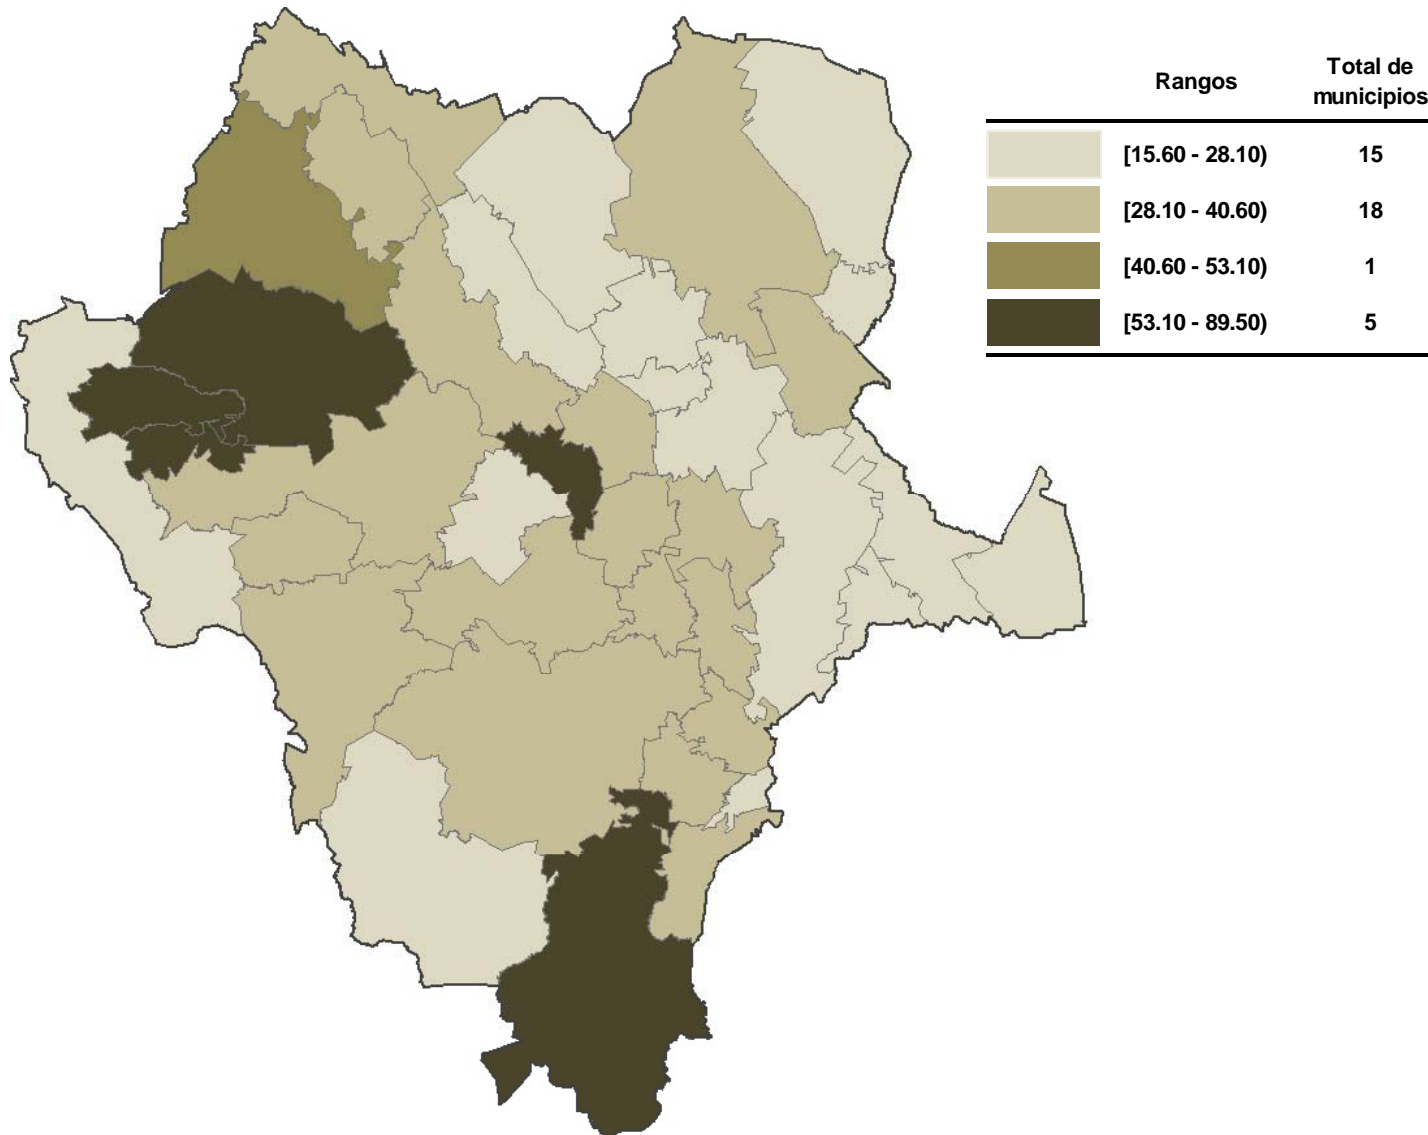 Rangos Total de
municipios
[15.60 - 28.10) 15
[28.10 - 40.60) 18
[40.60 - 53.10) 1
[53.10 - 89.50) 5